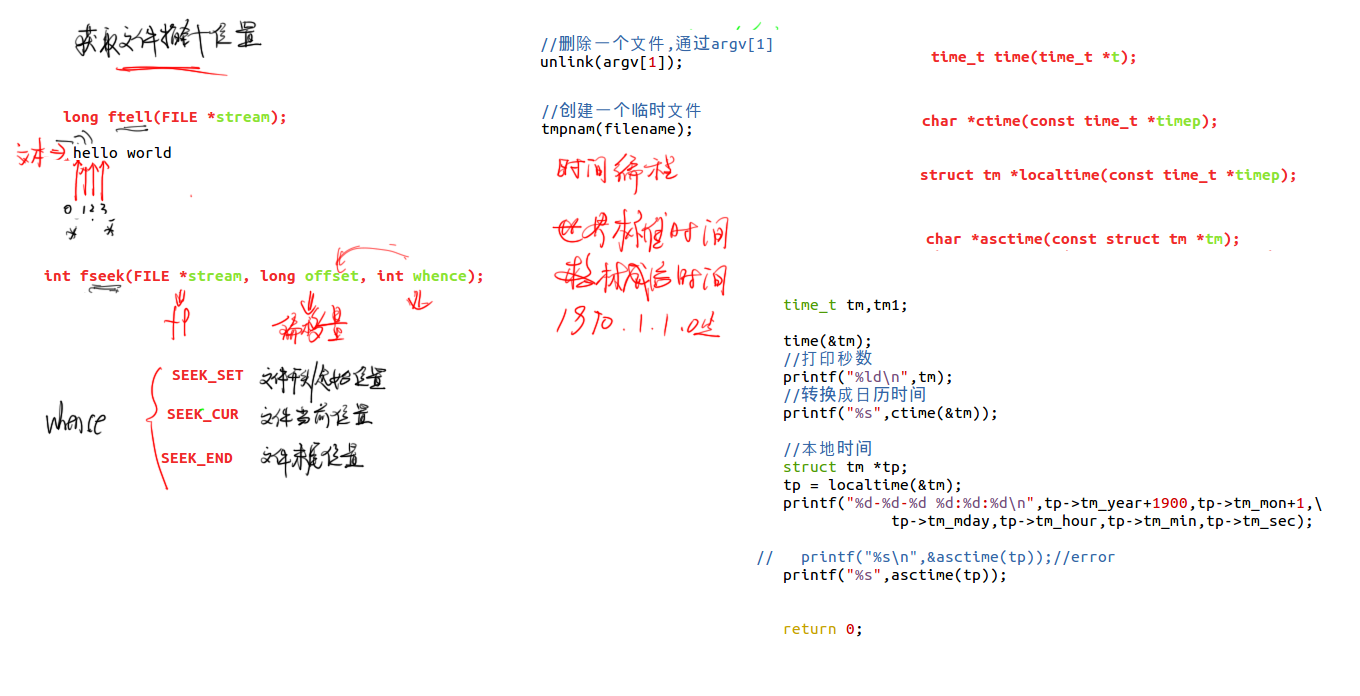 获取文件指针位置
long ftell(FILE *stream);
文本→ hello world
0 1 2 3
int fseek(FILE *stream, long offset, int whence);
fp 偏移量
whence
SEEK_SET 文件开头/起始位置
SEEK_CUR 文件当前位置
SEEK_END 文件末尾位置
//删除一个文件,通过argv[1]
unlink(argv[1]);
//创建一个临时文件
tmpnam(filename);
时间编程
世界标准时间
格林威治时间
1970.1.1.0点
time_t time(time_t *t);
char *ctime(const time_t *timep);
struct tm *localtime(const time_t *timep);
char *asctime(const struct tm *tm);
time_t tm,tm1;
time(&tm);
//打印秒数
printf("%ld\n",tm);
//转换成日历时间
printf("%s",ctime(&tm));
//本地时间
struct tm *tp;
tp = localtime(&tm);
printf("%d-%d-%d %d:%d:%d\n",tp->tm_year+1900,tp->tm_mon+1,\
tp->tm_mday,tp->tm_hour,tp->tm_min,tp->tm_sec);
// printf("%s\n",&asctime(tp));//error
printf("%s",asctime(tp));
return 0;